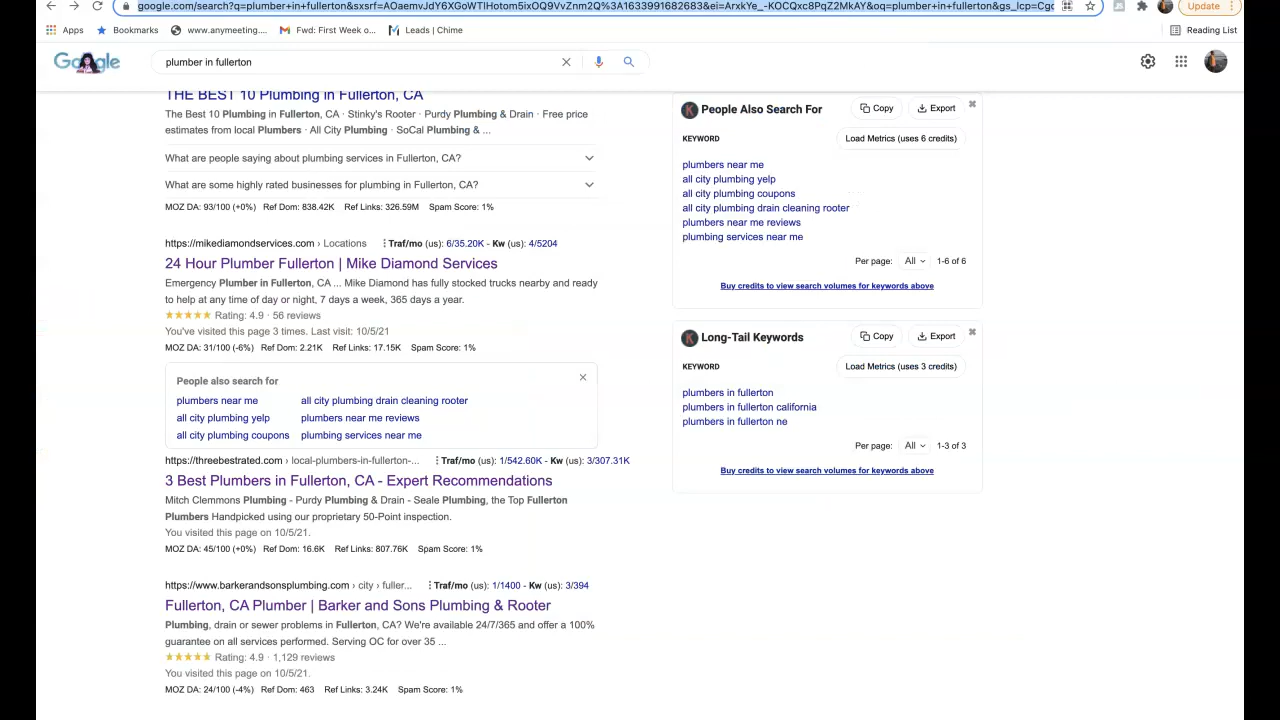 google.com/search?q=plumber+in+fullerton&sxsrf=AOaemvJdY6XGoWTlHotom5ixOQ9VvZnm2Q%3A1633991682683&ei=ArxkYe_-KOCQxc8PqZ2MkAY&oq=plumber+in+fullerton&gs_lcp=Cgc
Update
Apps
Bookmarks
www.anymeeting....
Fwd: First Week o...
Leads | Chime
Reading List
Google
plumber in fullerton
THE BEST 10 Plumbing in Fullerton, CA
The Best 10 Plumbing in Fullerton, CA · Stinky's Rooter · Purdy Plumbing & Drain · Free price
estimates from local Plumbers · All City Plumbing · SoCal Plumbing & ...
What are people saying about plumbing services in Fullerton, CA?
What are some highly rated businesses for plumbing in Fullerton, CA?
MOZ DA: 93/100 (+0%) Ref Dom: 838.42K Ref Links: 326.59M Spam Score: 1%
https://mikediamondservices.com › Locations Traf/mo (us): 6/35.20K - Kw (us): 4/5204
24 Hour Plumber Fullerton | Mike Diamond Services
Emergency Plumber in Fullerton, CA ... Mike Diamond has fully stocked trucks nearby and ready
to help at any time of day or night, 7 days a week, 365 days a year.
Rating: 4.9 · 56 reviews
You've visited this page 3 times. Last visit: 10/5/21
MOZ DA: 31/100 (-6%) Ref Dom: 2.21K Ref Links: 17.15K Spam Score: 1%
People also search for
plumbers near me all city plumbing drain cleaning rooter
all city plumbing yelp plumbers near me reviews
all city plumbing coupons plumbing services near me
https://threebestrated.com › local-plumbers-in-fullerton-... Traf/mo (us): 1/542.60K - Kw (us): 3/307.31K
3 Best Plumbers in Fullerton, CA - Expert Recommendations
Mitch Clemmons Plumbing - Purdy Plumbing & Drain - Seale Plumbing, the Top Fullerton
Plumbers Handpicked using our proprietary 50-Point inspection.
You visited this page on 10/5/21.
MOZ DA: 45/100 (+0%) Ref Dom: 16.6K Ref Links: 807.76K Spam Score: 1%
https://www.barkerandsonsplumbing.com › city › fuller... Traf/mo (us): 1/1400 - Kw (us): 3/394
Fullerton, CA Plumber | Barker and Sons Plumbing & Rooter
Plumbing, drain or sewer problems in Fullerton, CA? We're available 24/7/365 and offer a 100%
guarantee on all services performed. Serving OC for over 35 ...
Rating: 4.9 · 1,129 reviews
You visited this page on 10/5/21.
MOZ DA: 24/100 (-4%) Ref Dom: 463 Ref Links: 3.24K Spam Score: 1%
K People Also Search For Copy Export
KEYWORD Load Metrics (uses 6 credits)
plumbers near me
all city plumbing yelp
all city plumbing coupons
all city plumbing drain cleaning rooter
plumbers near me reviews
plumbing services near me
Per page: All 1-6 of 6
Buy credits to view search volumes for keywords above
K Long-Tail Keywords Copy Export
KEYWORD Load Metrics (uses 3 credits)
plumbers in fullerton
plumbers in fullerton california
plumbers in fullerton ne
Per page: All 1-3 of 3
Buy credits to view search volumes for keywords above